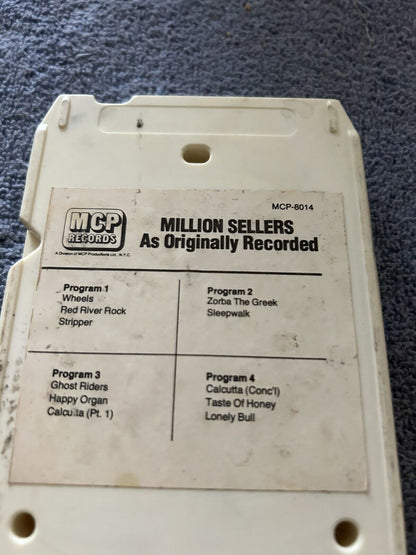 MCP-8014
MCP
RECORDS
A Division of MCP Productions Ltd., N.Y.C.
MILLION SELLERS
As Originally Recorded
Program 1
Wheels
Red River Rock
Stripper
Program 2
Zorba The Greek
Sleepwalk
Program 3
Ghost Riders
Happy Organ
Calcutta (Pt. 1)
Program 4
Calcutta (Conc'l)
Taste Of Honey
Lonely Bull